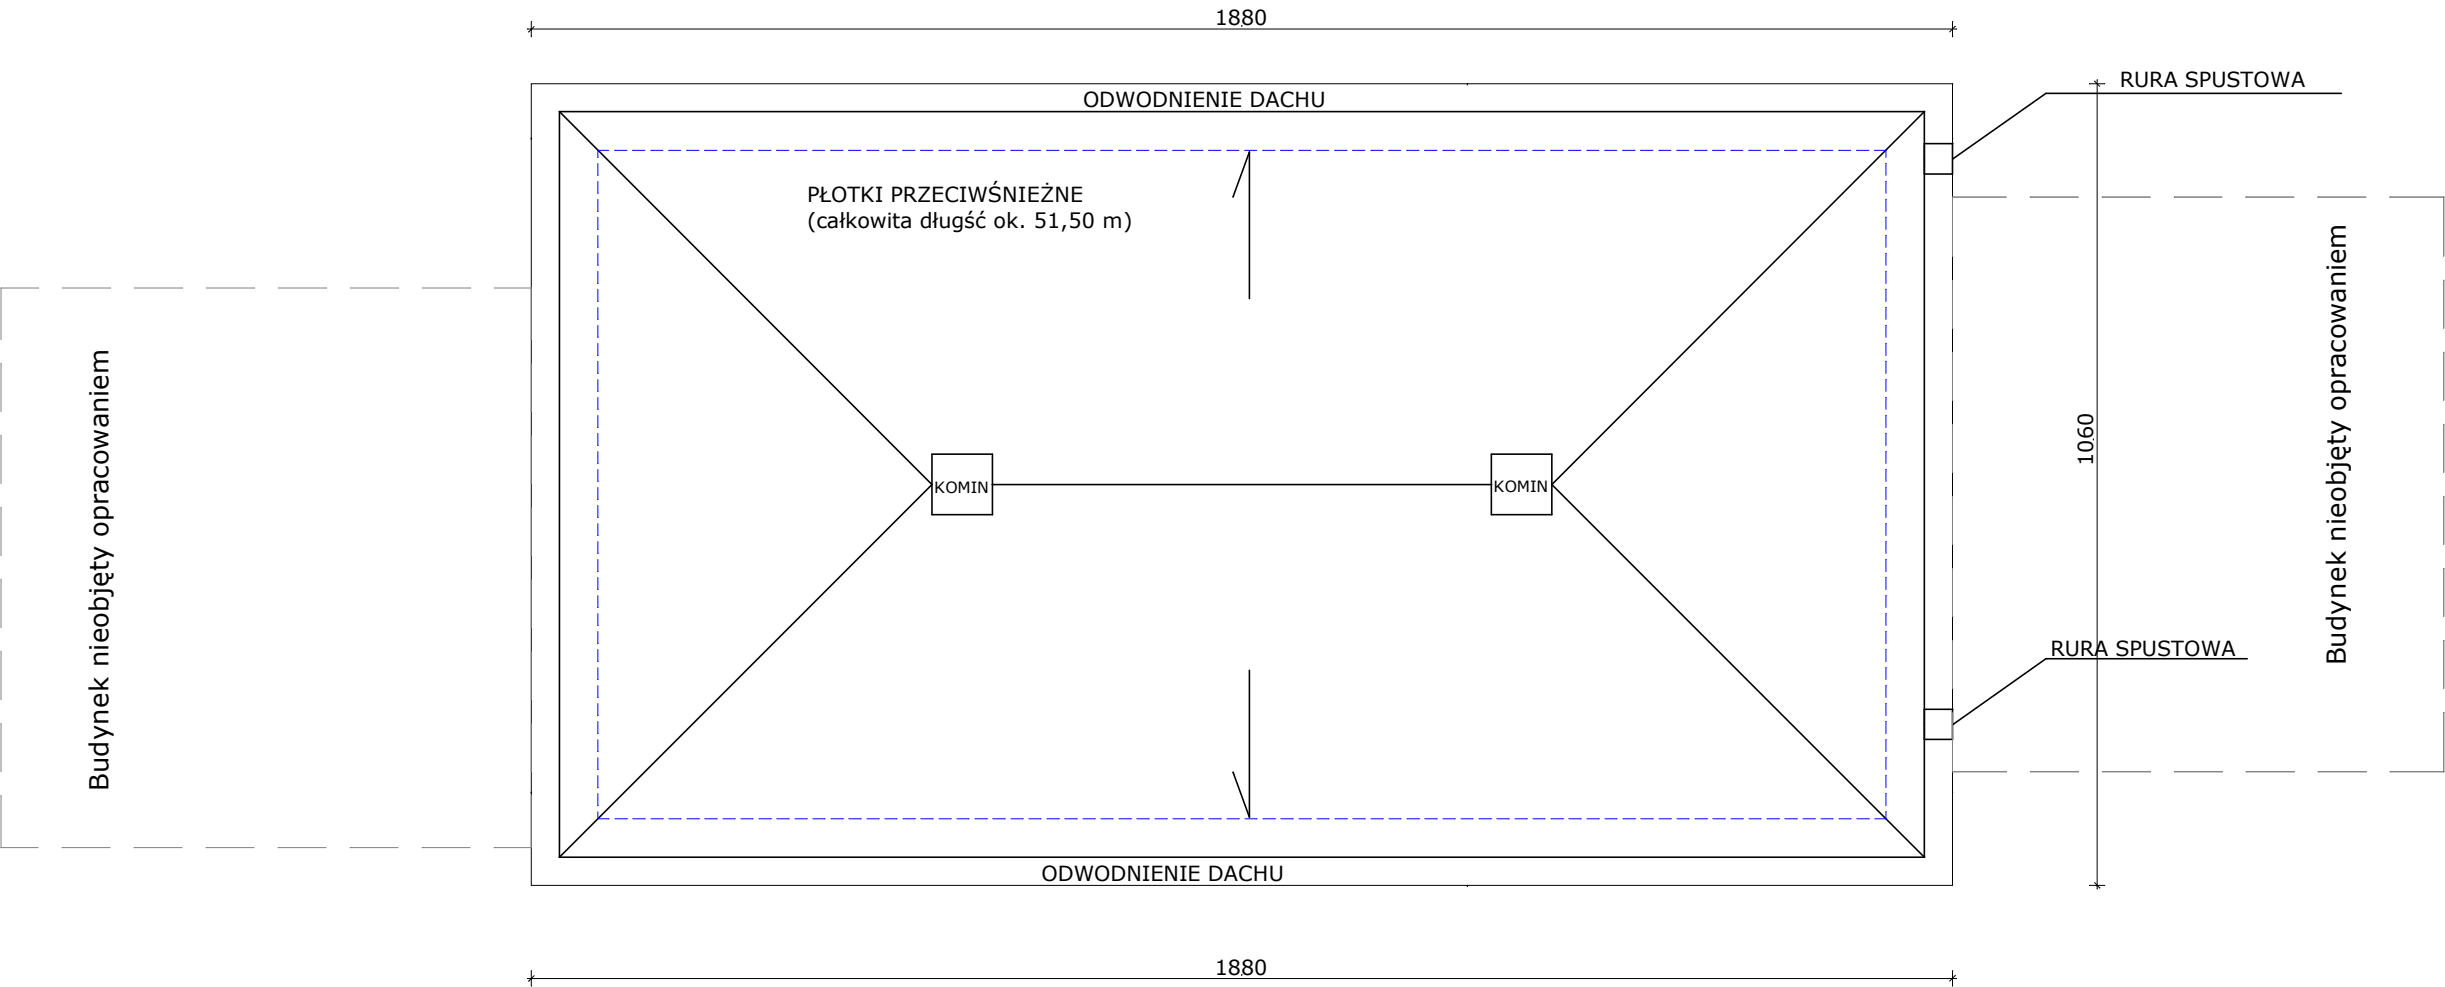 1880
RURA SPUSTOWA
ODWODNIENIE DACHU
PŁOTKI PRZECIWŚNIEŻNE
(całkowita długść ok. 51,50 m)
Budynek nieobjęty opracowaniem
Budynek nieobjęty opracowaniem
1060
KOMIN
KOMIN
RURA SPUSTOWA
ODWODNIENIE DACHU
1880